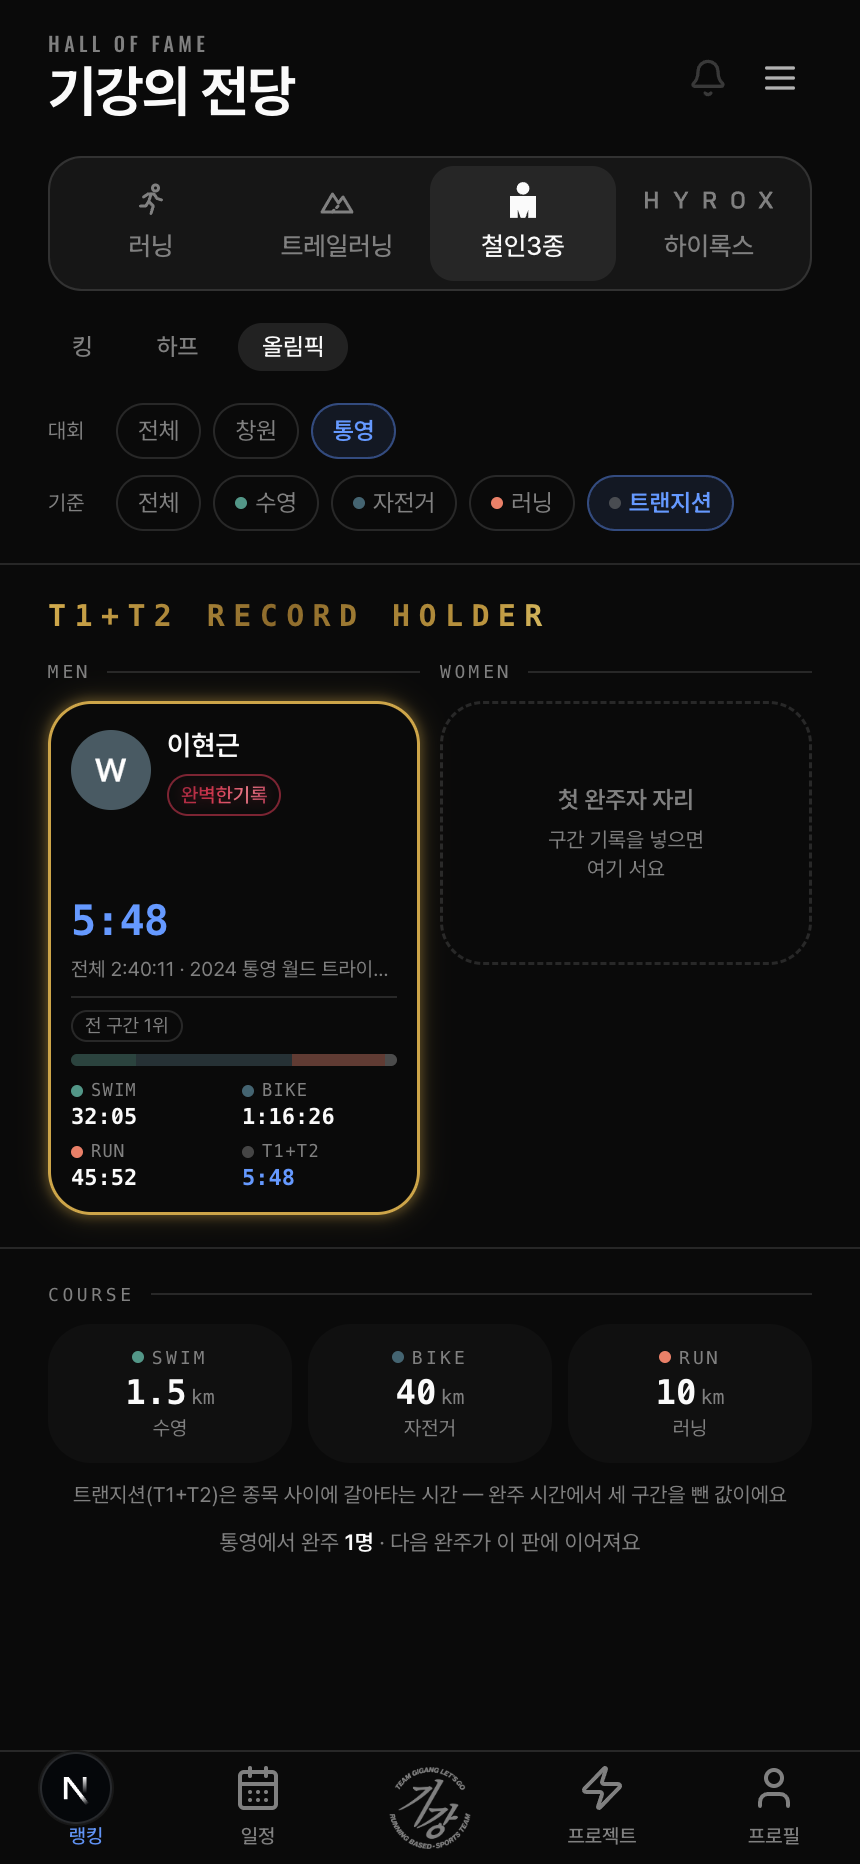 HALL OF FAME
기강의 전당
러닝
트레일러닝
철인3종
HYROX
하이록스
킹
하프
올림픽
대회
전체
창원
통영
기준
전체
수영
자전거
러닝
트랜지션
T1+T2 RECORD HOLDER
MEN
WOMEN
W
이현근
완벽한기록
5:48
전체 2:40:11 · 2024 통영 월드 트라이...
전 구간 1위
SWIM
32:05
BIKE
1:16:26
RUN
45:52
T1+T2
5:48
첫 완주자 자리
구간 기록을 넣으면
여기 서요
COURSE
SWIM
1.5 km
수영
BIKE
40 km
자전거
RUN
10 km
러닝
트랜지션(T1+T2)은 종목 사이에 갈아타는 시간 — 완주 시간에서 세 구간을 뺀 값이에요
통영에서 완주 1명 · 다음 완주가 이 판에 이어져요
N
랭킹
일정
TEAM GIGANG LET'S GO
기강
RUNNING BASED - SPORTS TEAM
프로젝트
프로필